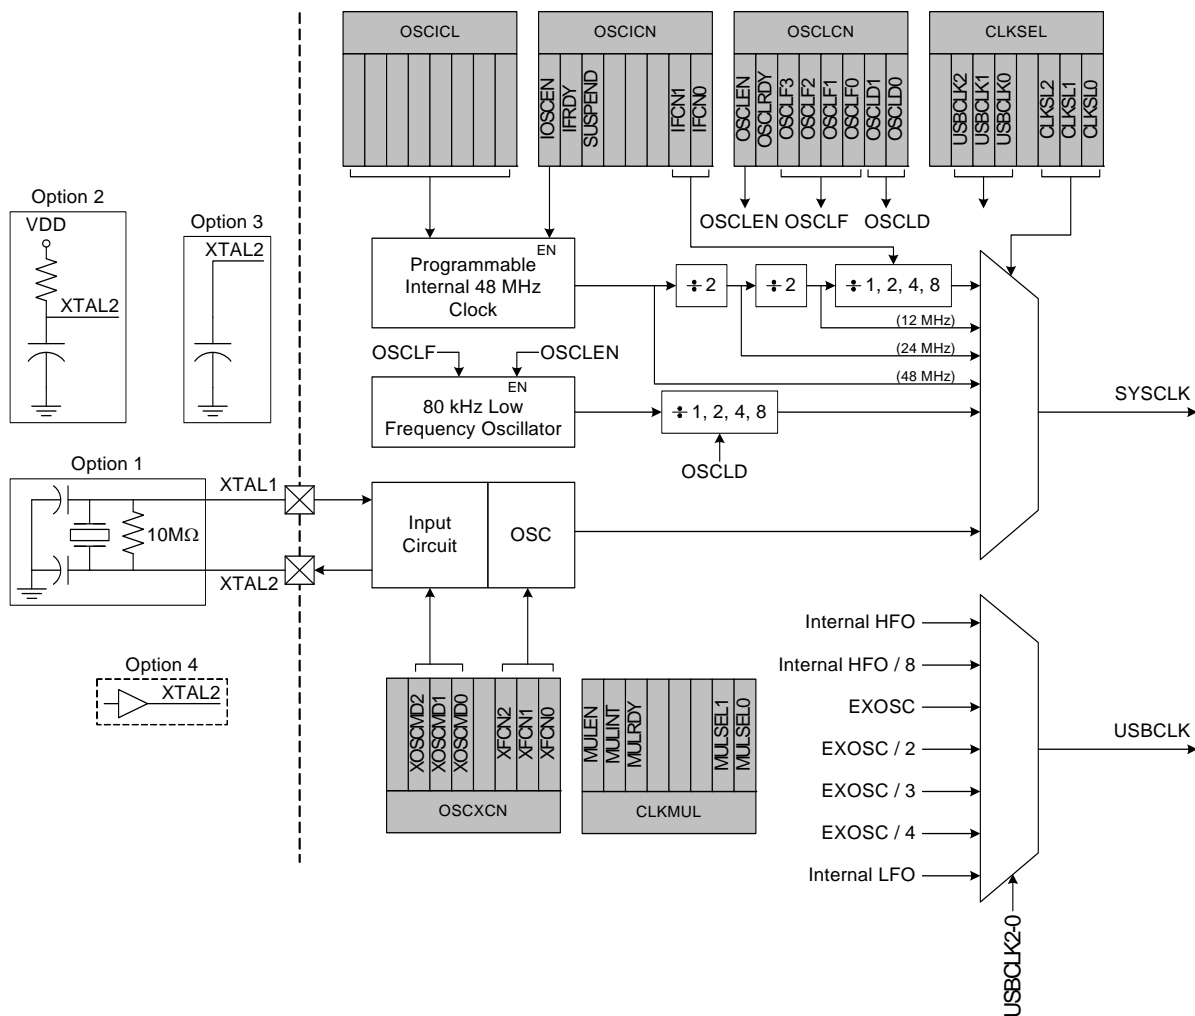 OSCICL
OSCICN
OSCLCN
CLKSEL
IOSCEN
IFRDY
SUSPEND
IFCN1
IFCN0
OSCLEN
OSCLRDY
OSCLF3
OSCLF2
OSCLF1
OSCLF0
OSCLD1
OSCLD0
USBCLK2
USBCLK1
USBCLK0
CLKSL2
CLKSL1
CLKSL0
Option 2
VDD
XTAL2
Option 3
XTAL2
OSCLEN
OSCLF
OSCLD
EN
Programmable
Internal 48 MHz
Clock
÷ 2
÷ 2
÷ 1, 2, 4, 8
(12 MHz)
(24 MHz)
(48 MHz)
OSCLF
OSCLEN
EN
80 kHz Low
Frequency Oscillator
÷ 1, 2, 4, 8
OSCLD
SYSCLK
Option 1
10MΩ
XTAL1
XTAL2
Input
Circuit
OSC
Option 4
XTAL2
XOSCMD2
XOSCMD1
XOSCMD0
XFCN2
XFCN1
XFCN0
OSCXCN
MULEN
MULINT
MULRDY
MULSEL1
MULSEL0
CLKMUL
Internal HFO
Internal HFO / 8
EXOSC
EXOSC / 2
EXOSC / 3
EXOSC / 4
Internal LFO
USBCLK
USBCLK2-0